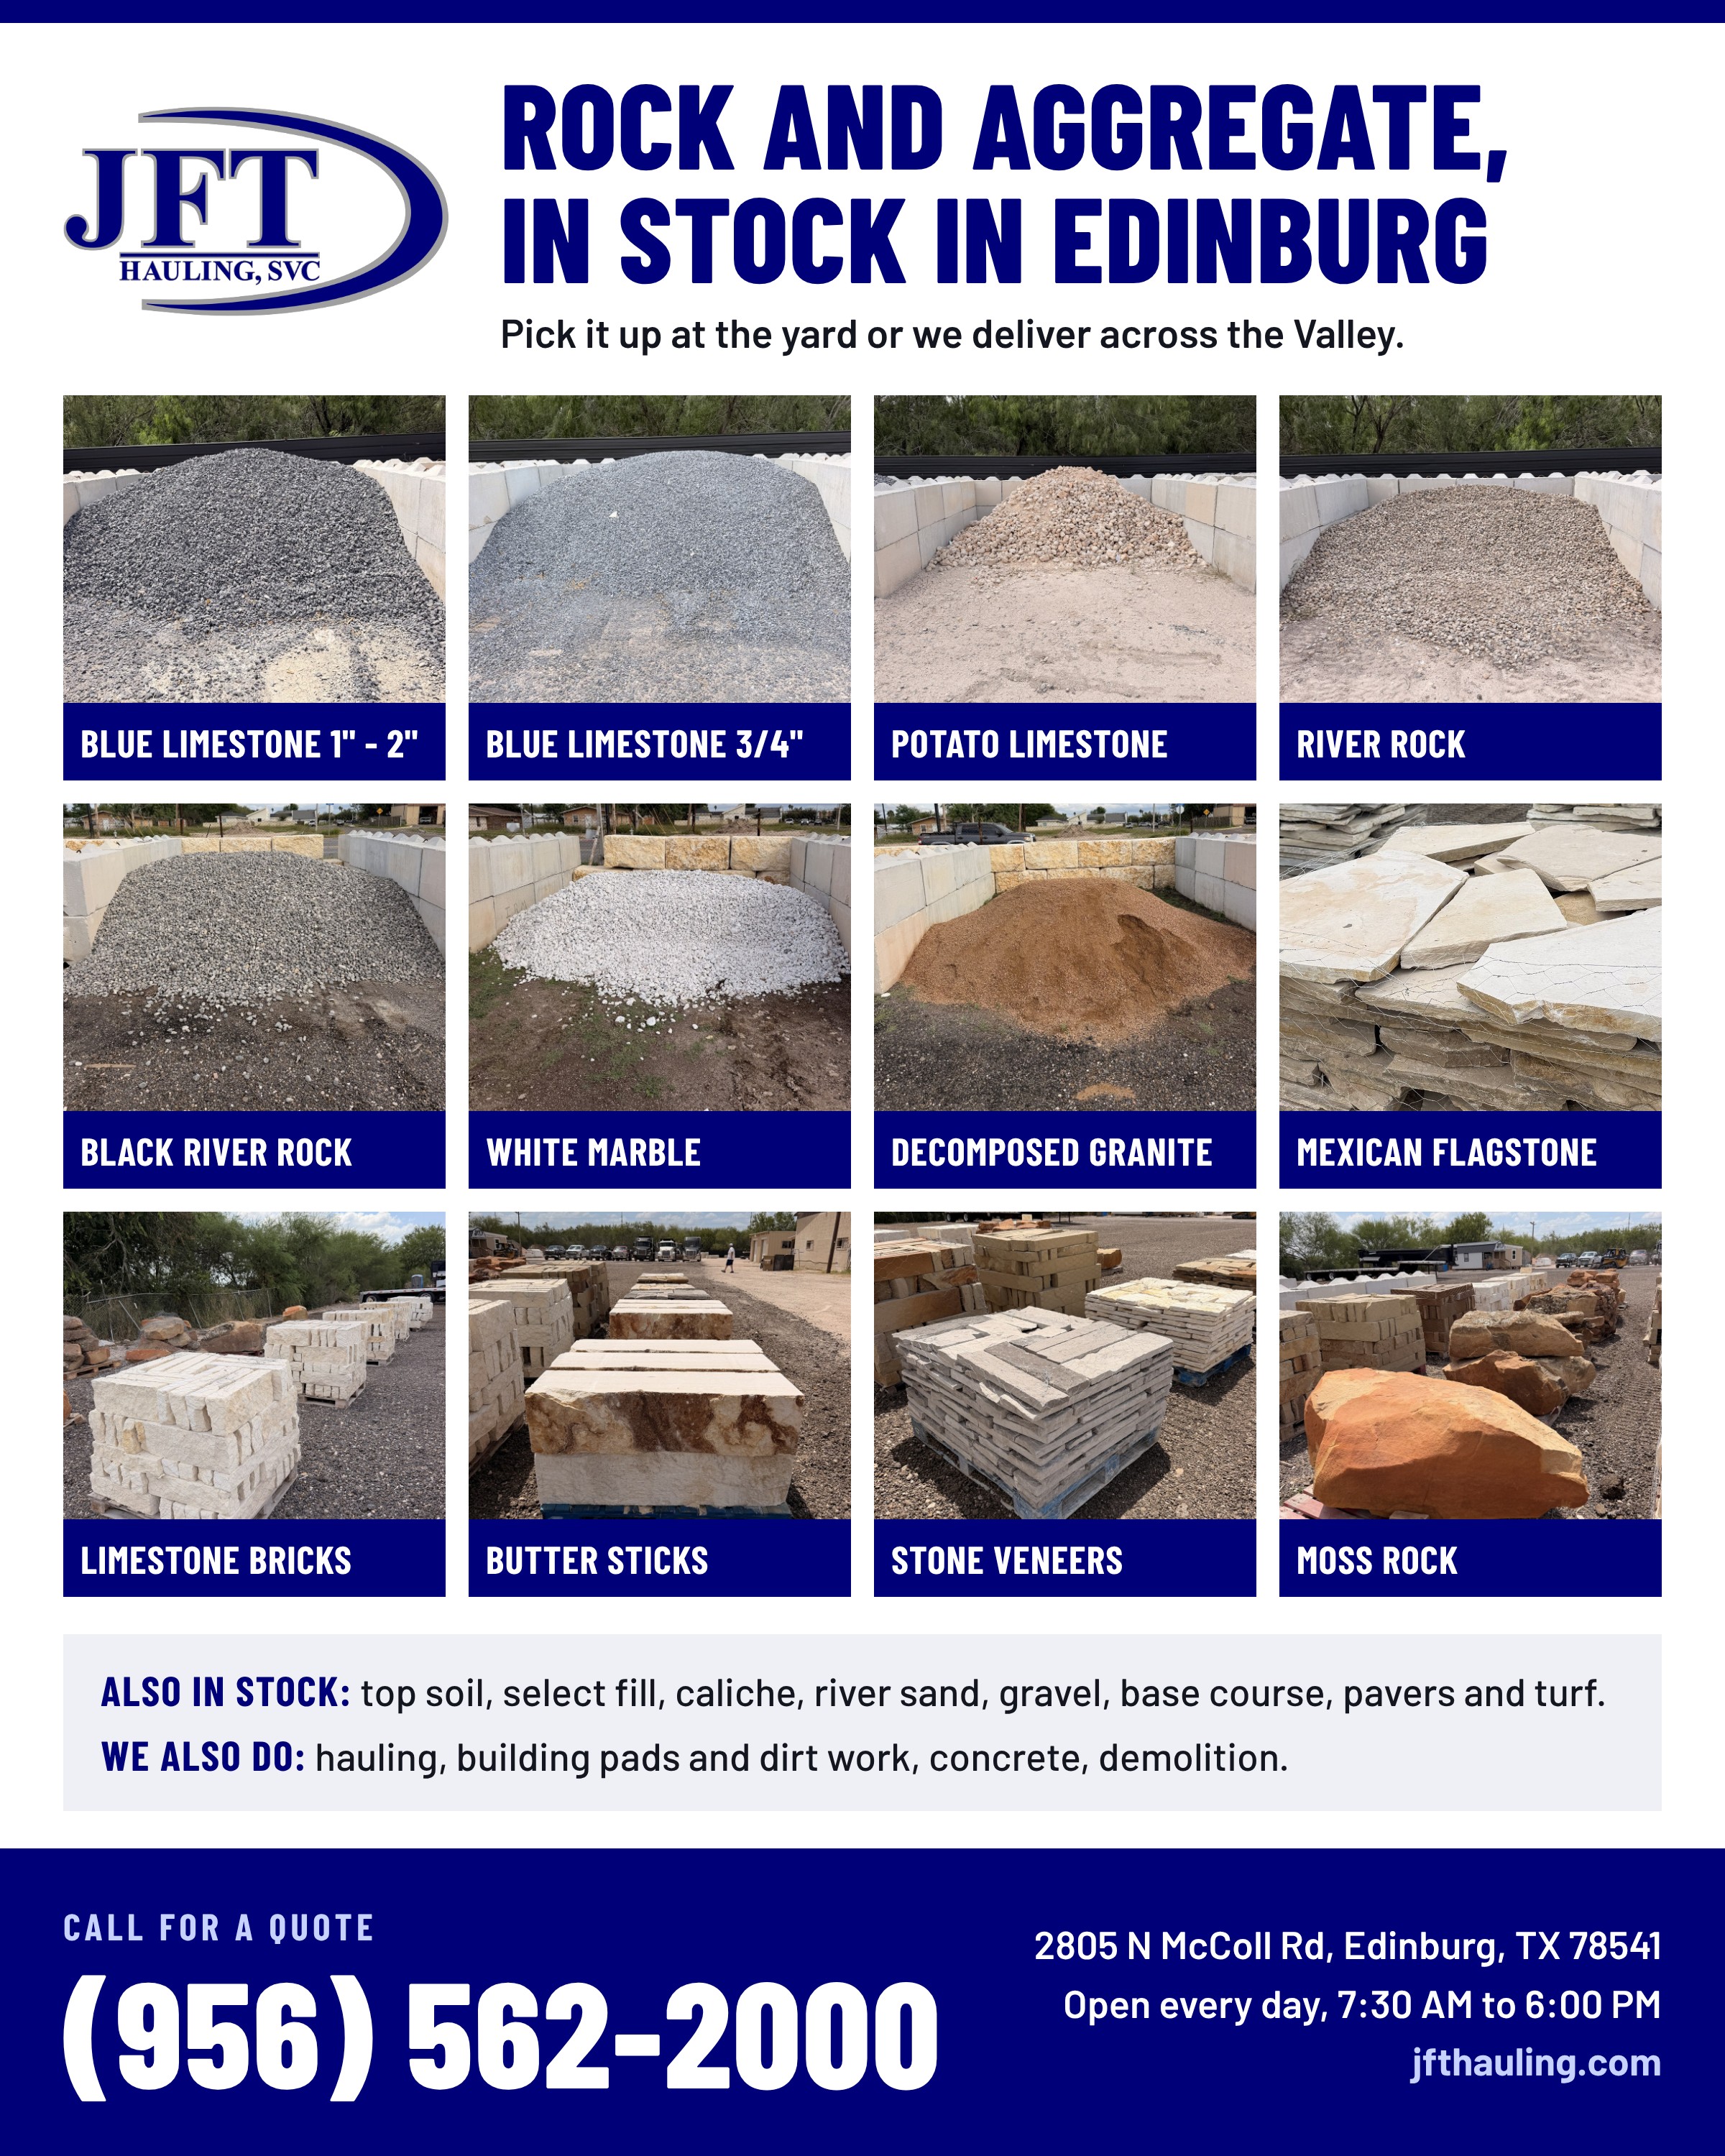 JFT
HAULING, SVC
ROCK AND AGGREGATE,
IN STOCK IN EDINBURG
Pick it up at the yard or we deliver across the Valley.
BLUE LIMESTONE 1" - 2"
BLUE LIMESTONE 3/4"
POTATO LIMESTONE
RIVER ROCK
BLACK RIVER ROCK
WHITE MARBLE
DECOMPOSED GRANITE
MEXICAN FLAGSTONE
LIMESTONE BRICKS
BUTTER STICKS
STONE VENEERS
MOSS ROCK
ALSO IN STOCK: top soil, select fill, caliche, river sand, gravel, base course, pavers and turf.
WE ALSO DO: hauling, building pads and dirt work, concrete, demolition.
CALL FOR A QUOTE
(956) 562-2000
2805 N McColl Rd, Edinburg, TX 78541
Open every day, 7:30 AM to 6:00 PM
jfthauling.com